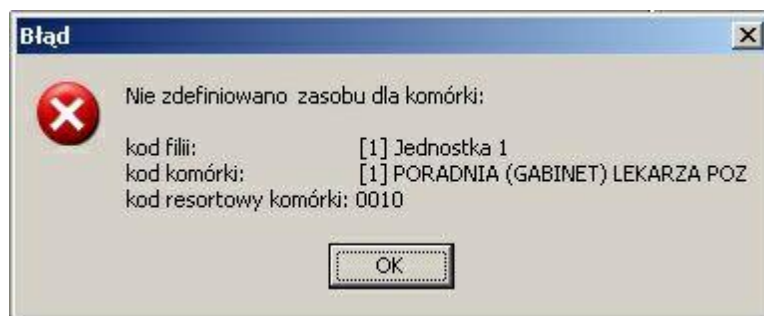 Błąd
Nie zdefiniowano zasobu dla komórki:
kod filii: [1] Jednostka 1
kod komórki: [1] PORADNIA (GABINET) LEKARZA POZ
kod resortowy komórki: 0010
OK